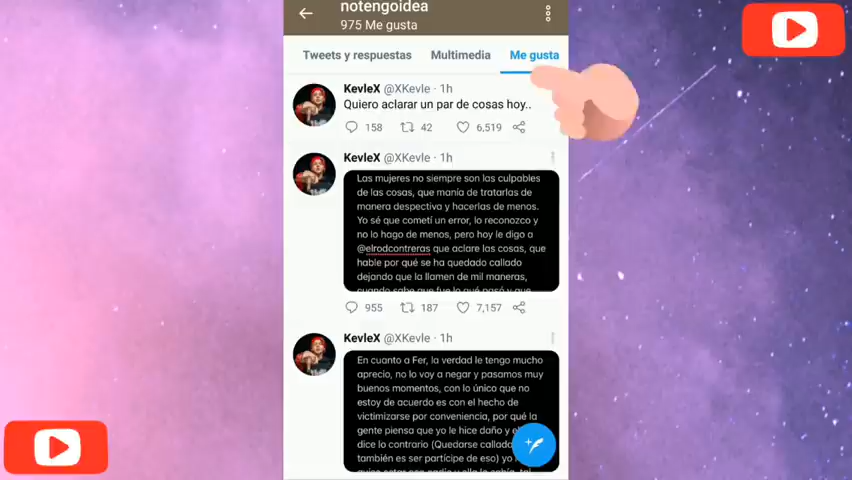 notengoidea
975 Me gusta
Tweets y respuestas Multimedia Me gusta
KevleX @XKevle · 1h
Quiero aclarar un par de cosas hoy..
158 42 6,519
KevleX @XKevle · 1h
Las mujeres no siempre son las culpables
de las cosas, que manía de tratarlas de
manera despectiva y hacerlas de menos.
Yo sé que cometí un error, lo reconozco y
no lo hago de menos, pero hoy le digo a
@elrodcontreras que aclare las cosas, que
hable por qué se ha quedado callado
dejando que la llamen de mil maneras,
cuando sabe que fue lo qué pasó y que
955 187 7,157
KevleX @XKevle · 1h
En cuanto a Fer, la verdad le tengo mucho
aprecio, no lo voy a negar y pasamos muy
buenos momentos, con lo único que no
estoy de acuerdo es con el hecho de
victimizarse por conveniencia, por qué la
gente piensa que yo le hice daño y
dice lo contrario (Quedarse
también es ser partícipe de eso) yo